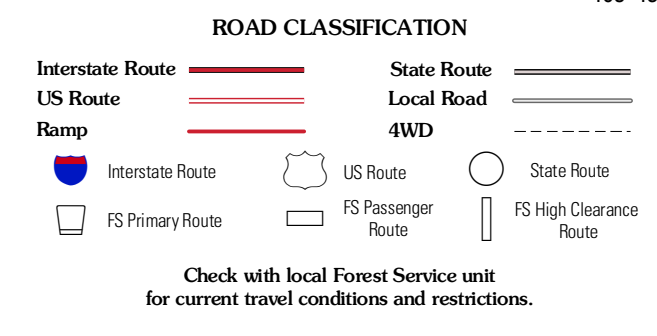 ROAD CLASSIFICATION
Interstate Route
State Route
US Route
Local Road
Ramp
4WD
Interstate Route
US Route
State Route
FS Primary Route
FS Passenger
Route
FS High Clearance
Route
Check with local Forest Service unit
for current travel conditions and restrictions.